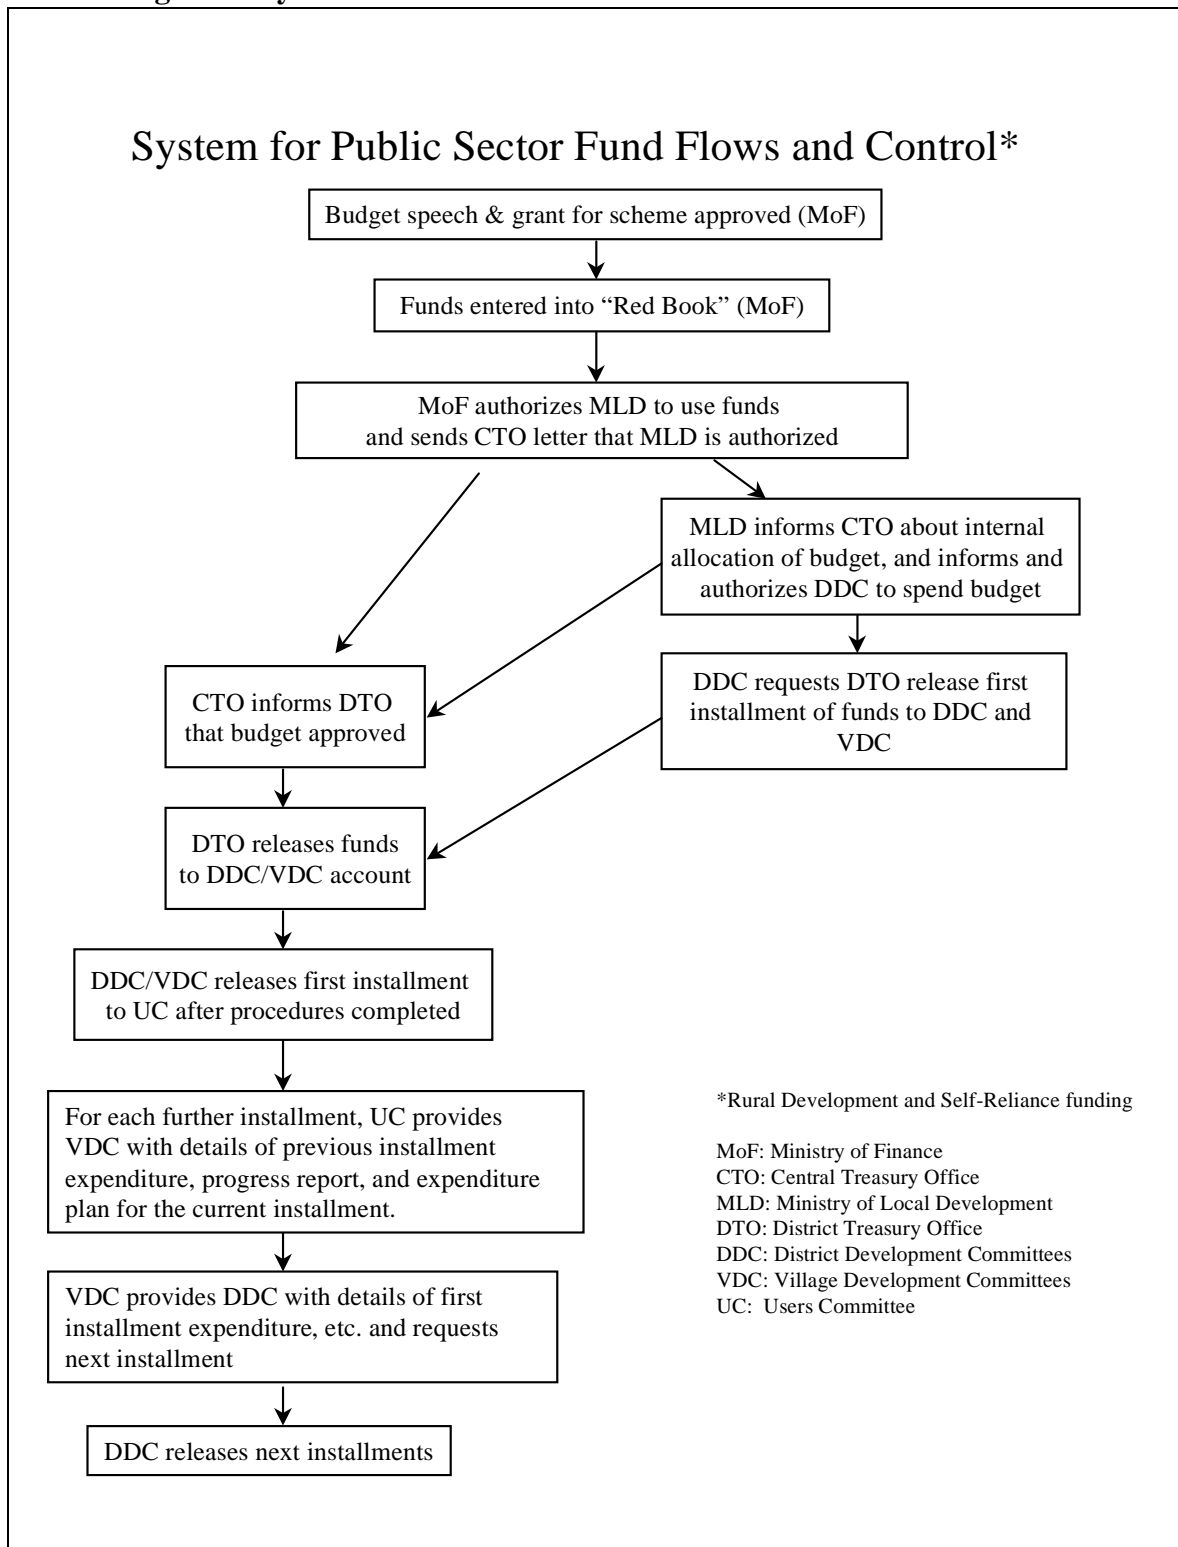 System for Public Sector Fund Flows and Control*
Budget speech & grant for scheme approved (MoF)
Funds entered into “Red Book” (MoF)
MoF authorizes MLD to use funds
and sends CTO letter that MLD is authorized
MLD informs CTO about internal
allocation of budget, and informs and
authorizes DDC to spend budget
CTO informs DTO
that budget approved
DDC requests DTO release first
installment of funds to DDC and
VDC
DTO releases funds
to DDC/VDC account
DDC/VDC releases first installment
to UC after procedures completed
For each further installment, UC provides
VDC with details of previous installment
expenditure, progress report, and expenditure
plan for the current installment.
VDC provides DDC with details of first
installment expenditure, etc. and requests
next installment
DDC releases next installments
*Rural Development and Self-Reliance funding
MoF: Ministry of Finance
CTO: Central Treasury Office
MLD: Ministry of Local Development
DTO: District Treasury Office
DDC: District Development Committees
VDC: Village Development Committees
UC:  Users Committee